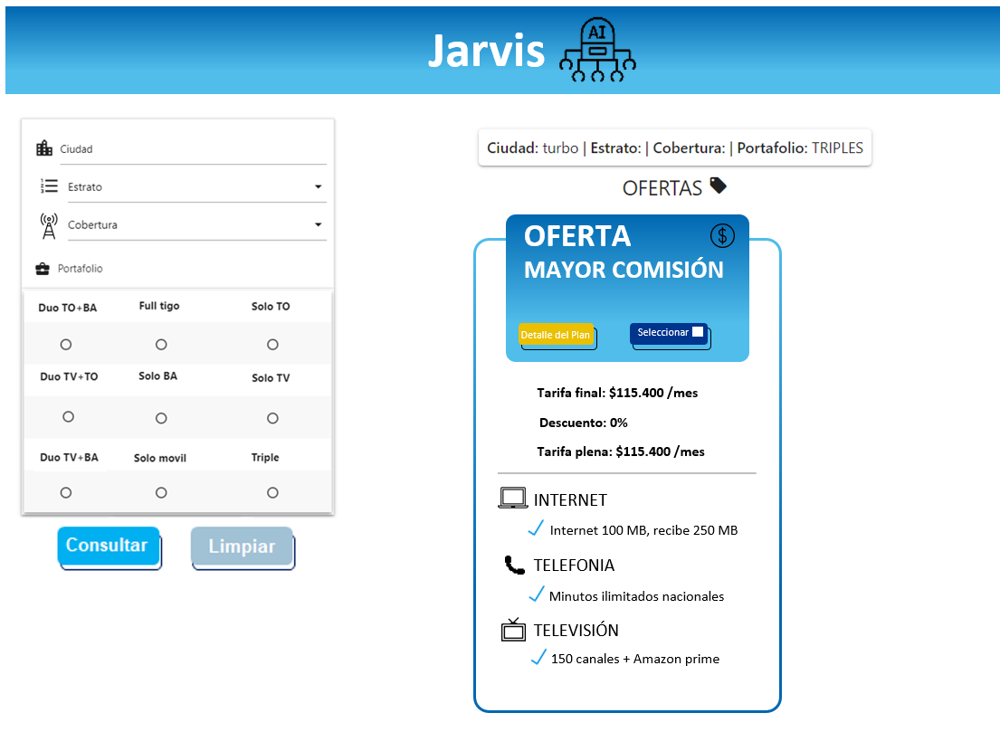 Jarvis
AI
Ciudad
Estrato
Cobertura
Portafolio
Duo TO+BA Full tigo Solo TO
Duo TV+TO Solo BA Solo TV
Duo TV+BA Solo movil Triple
Consultar Limpiar
Ciudad: turbo | Estrato: | Cobertura: | Portafolio: TRIPLES
OFERTAS
OFERTA $
MAYOR COMISIÓN
Detalle del Plan Seleccionar
Tarifa final: $115.400 /mes
Descuento: 0%
Tarifa plena: $115.400 /mes
INTERNET
Internet 100 MB, recibe 250 MB
TELEFONIA
Minutos ilimitados nacionales
TELEVISIÓN
150 canales + Amazon prime